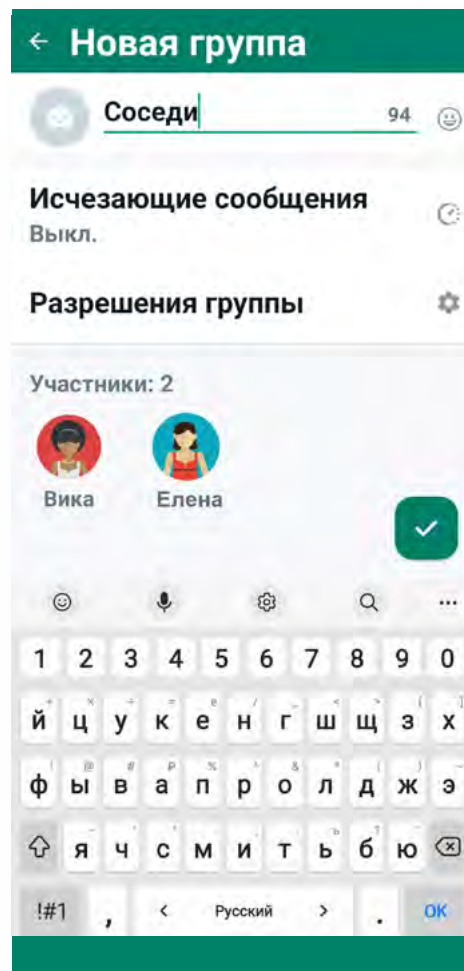 Новая группа
Соседи 94
Исчезающие сообщения
Выкл.
Разрешения группы
Участники: 2
Вика Елена
1 2 3 4 5 6 7 8 9 0
й ц у к е н г ш щ з х
ф ы в а п р о л д ж э
я ч с м и т ь б ю
!#1 , < Русский > . ОК